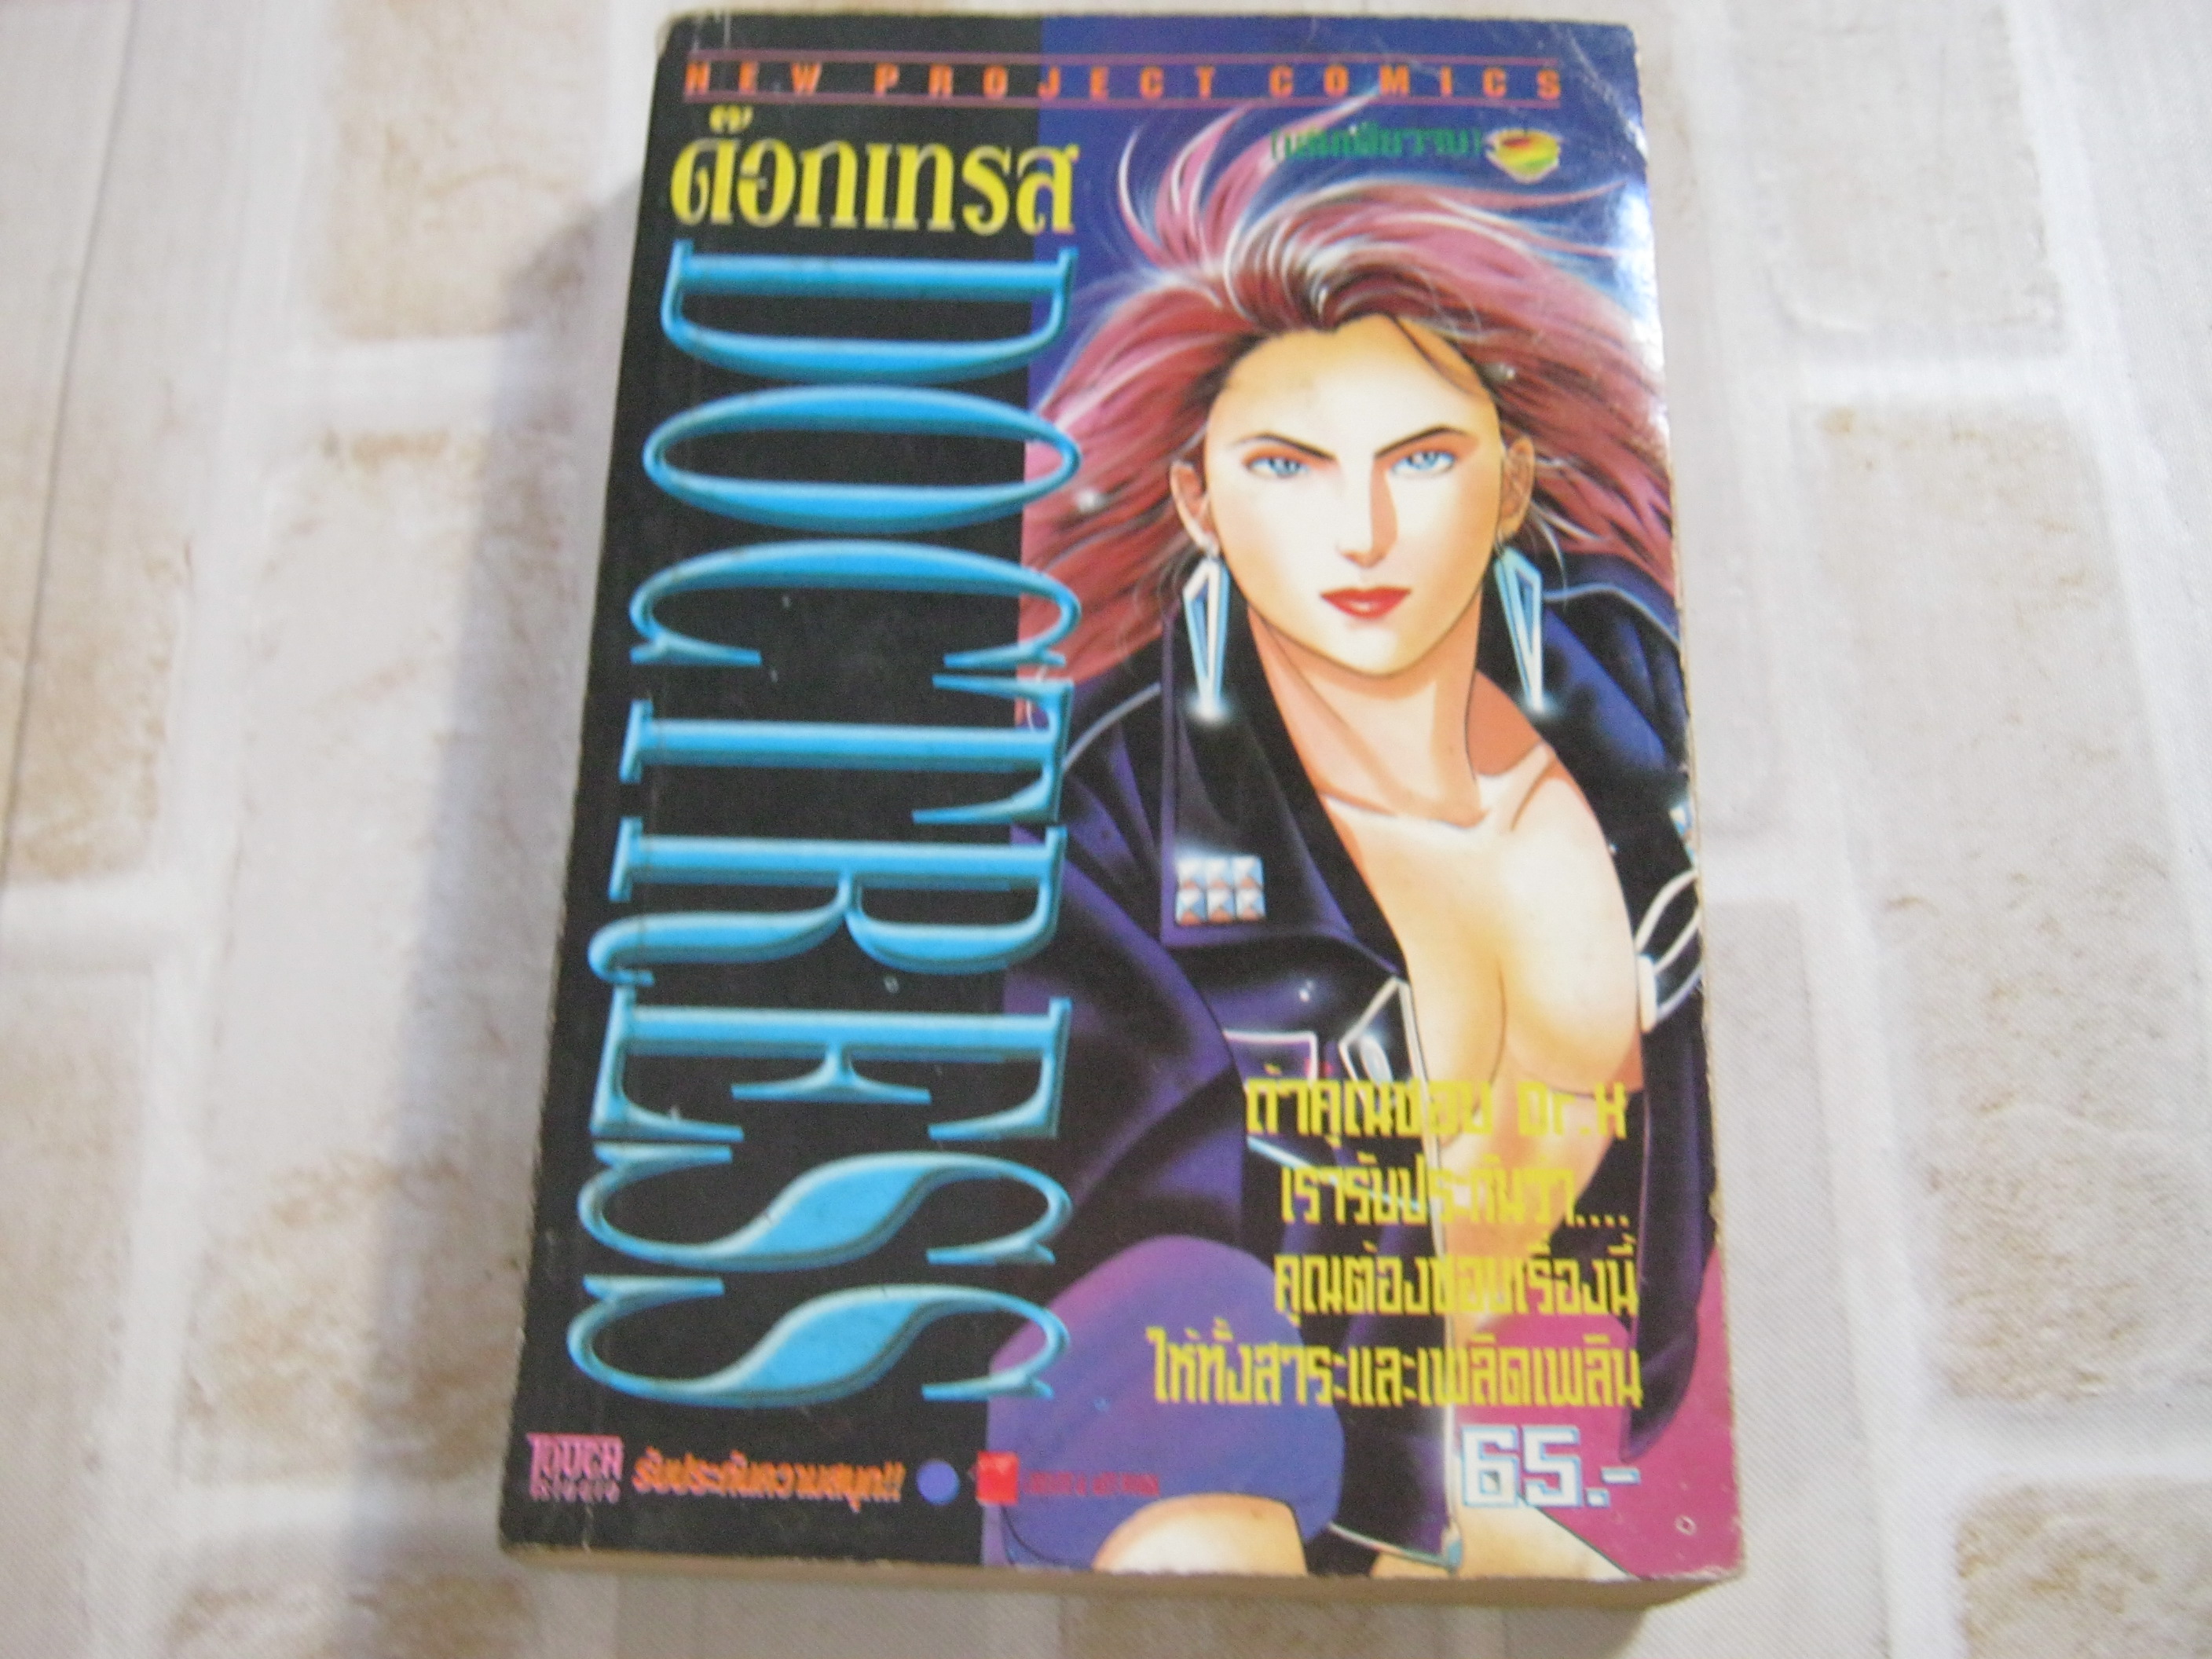 NEW PROJECT COMICS
ด๊อกเทรส
DOCTRESS
ถ้าคุณชอบ Dr.K
เรารับประกันว่า....
คุณต้องชอบเรื่องนี้
ให้ทั้งสาระและเพลิดเพลิน
65.-
TOUCH
รับประกันความสนุก!!